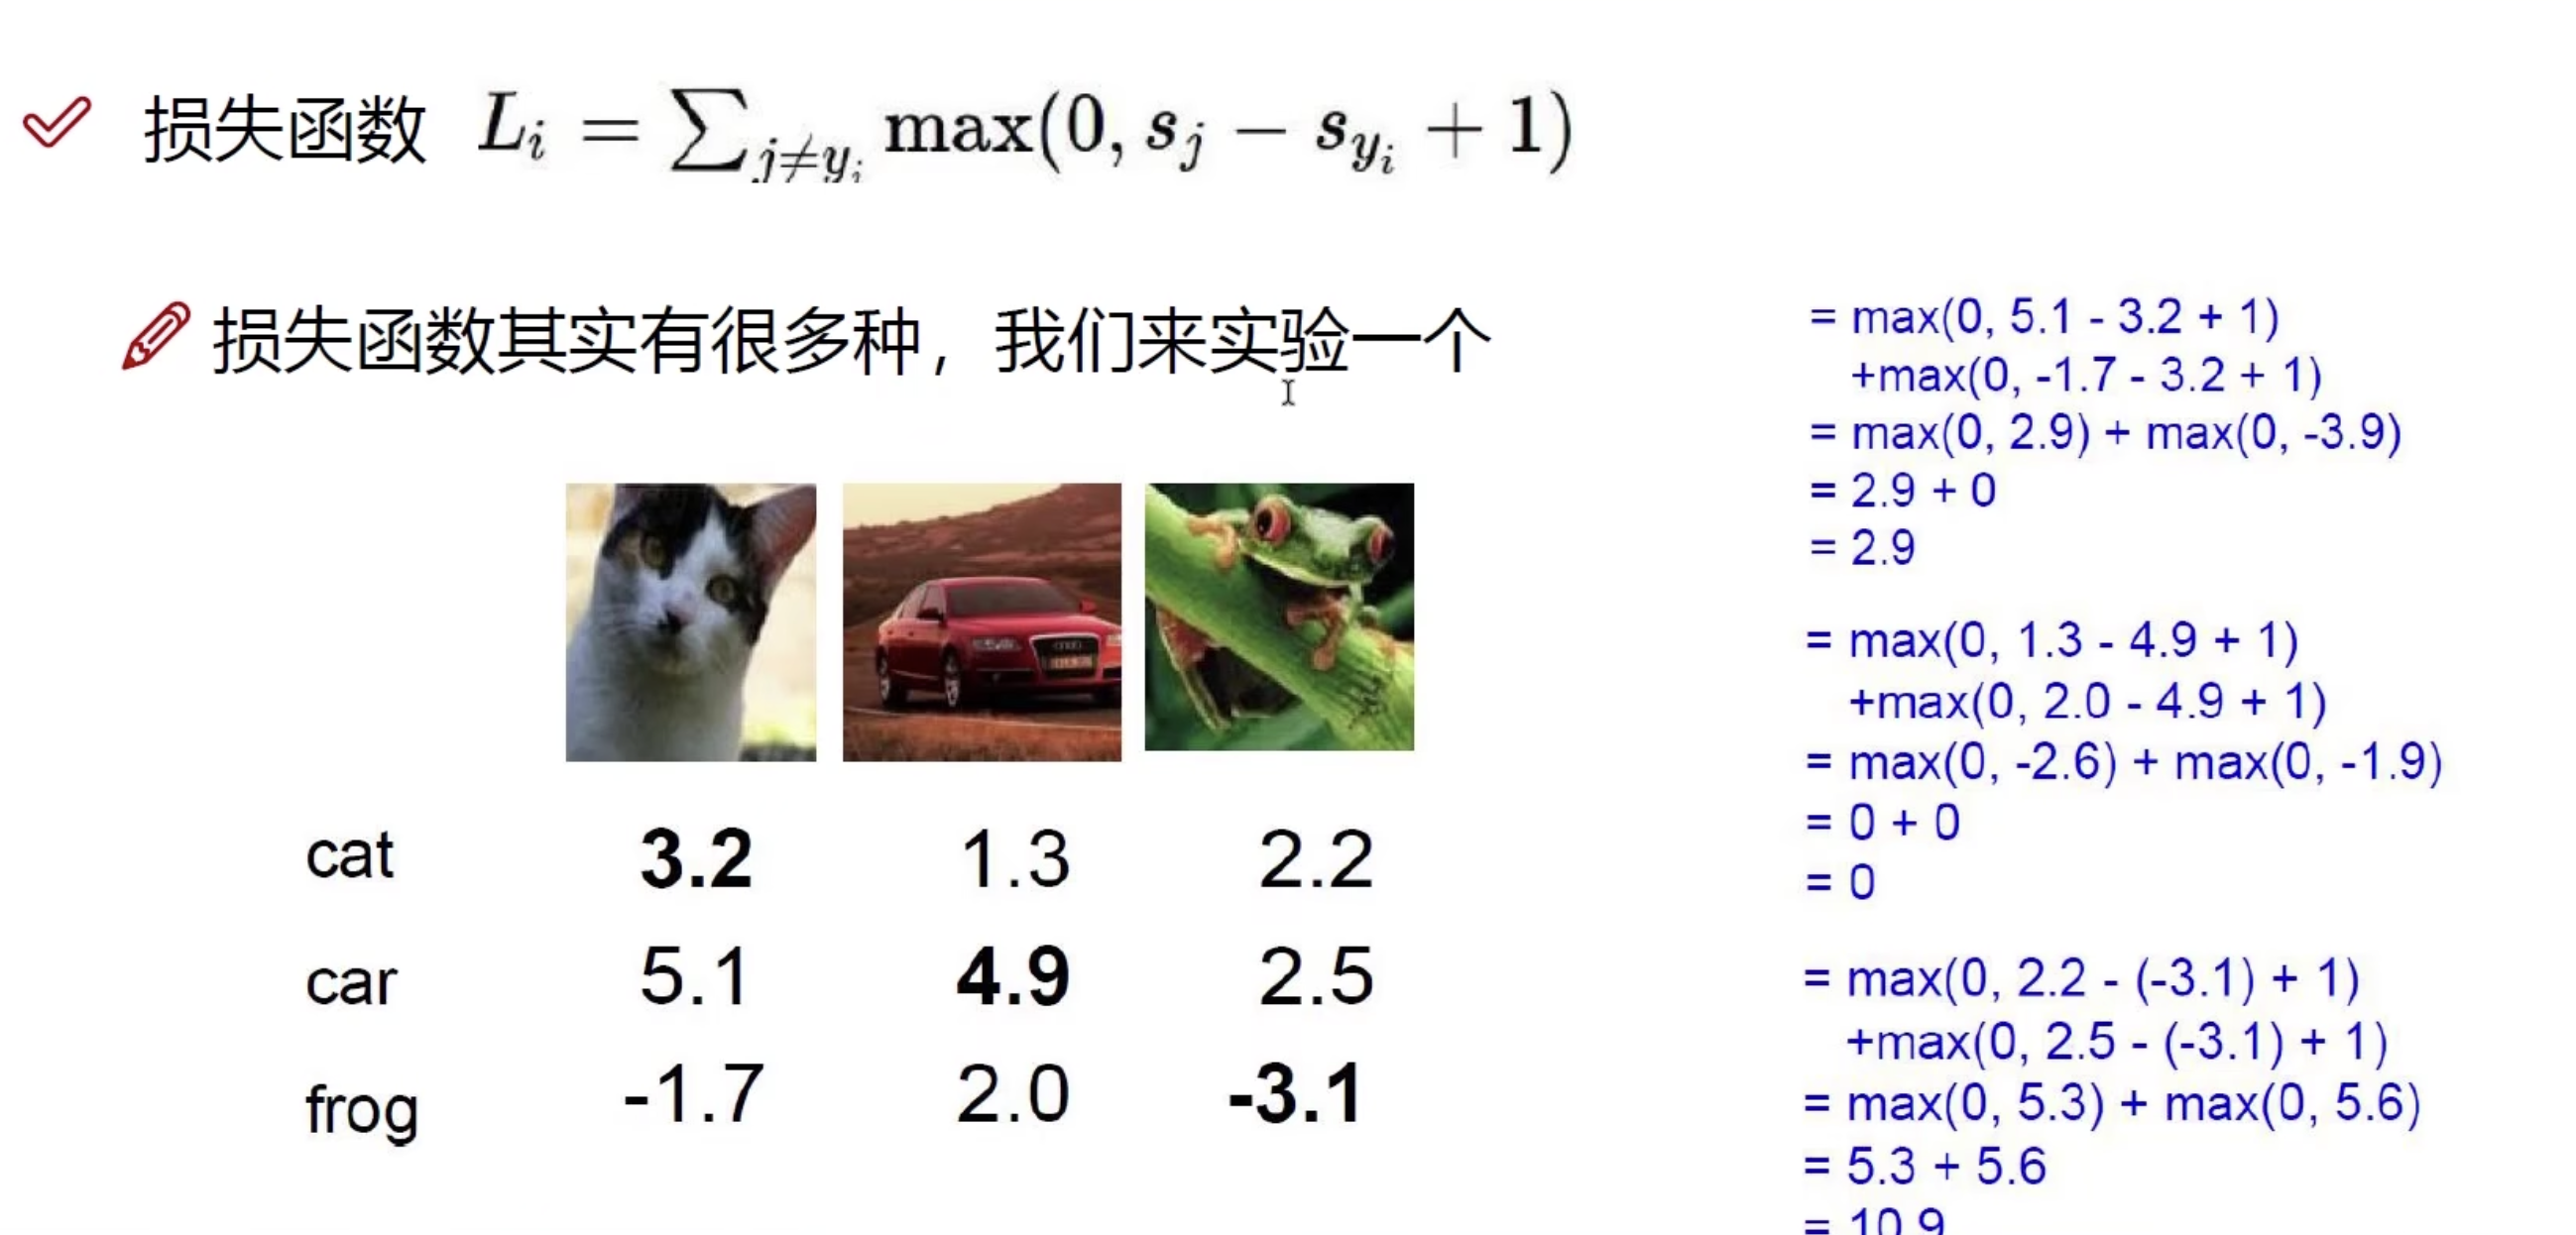 损失函数 L_i = ∑_{j≠y_i} max(0, s_j − s_{y_i} + 1)
损失函数其实有很多种，我们来实验一个
cat 3.2 1.3 2.2
car 5.1 4.9 2.5
frog -1.7 2.0 -3.1
= max(0, 5.1 - 3.2 + 1)
+max(0, -1.7 - 3.2 + 1)
= max(0, 2.9) + max(0, -3.9)
= 2.9 + 0
= 2.9
= max(0, 1.3 - 4.9 + 1)
+max(0, 2.0 - 4.9 + 1)
= max(0, -2.6) + max(0, -1.9)
= 0 + 0
= 0
= max(0, 2.2 - (-3.1) + 1)
+max(0, 2.5 - (-3.1) + 1)
= max(0, 5.3) + max(0, 5.6)
= 5.3 + 5.6
= 10.9